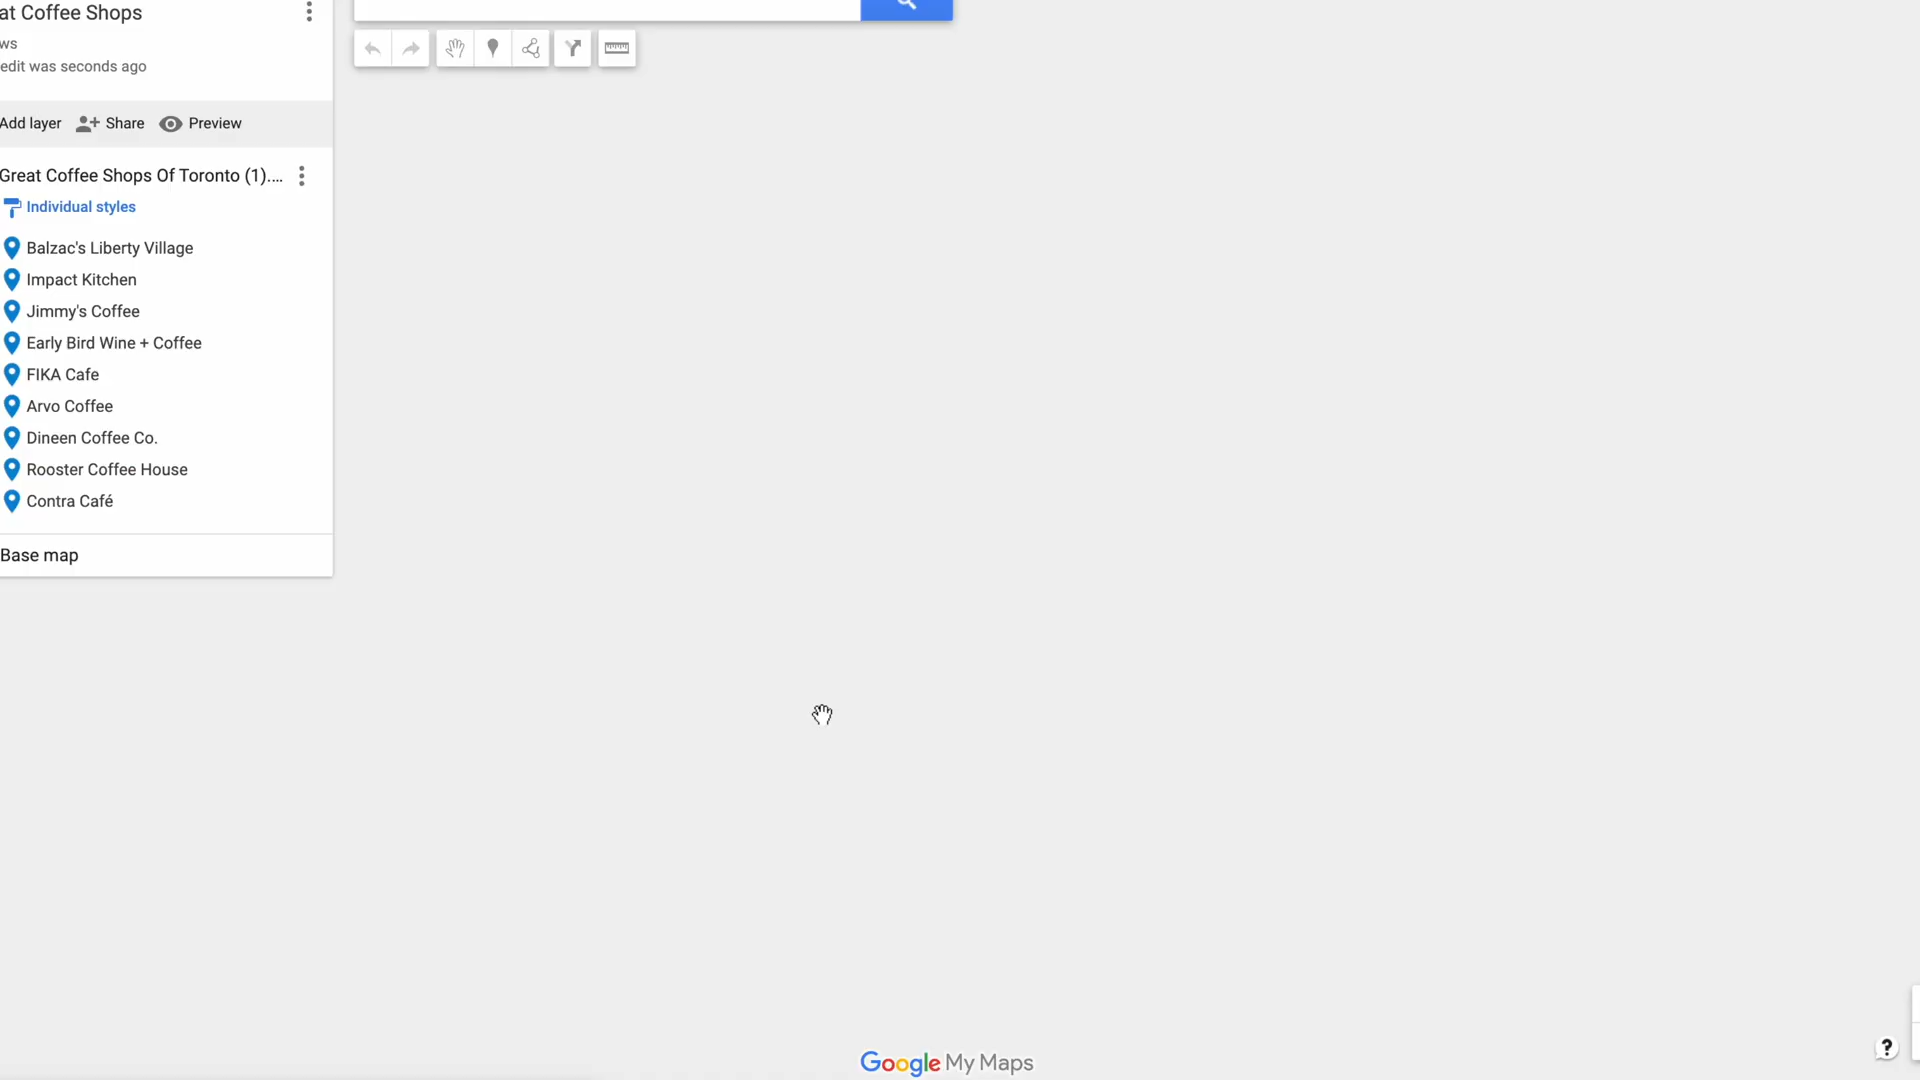 at Coffee Shops
ws
edit was seconds ago
Add layer Share Preview
Great Coffee Shops Of Toronto (1)....
Individual styles
Balzac's Liberty Village
Impact Kitchen
Jimmy's Coffee
Early Bird Wine + Coffee
FIKA Cafe
Arvo Coffee
Dineen Coffee Co.
Rooster Coffee House
Contra Café
Base map
?
Google My Maps